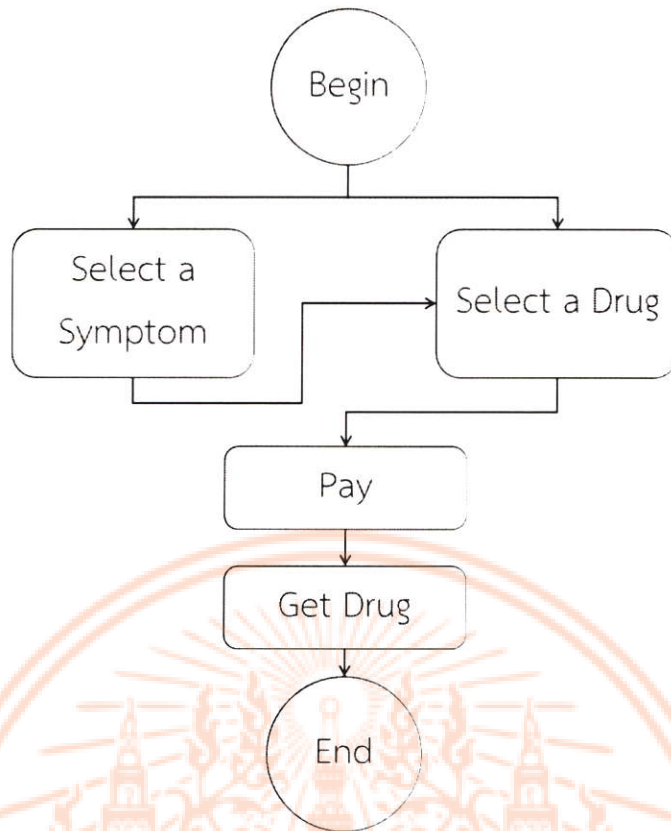 Begin
Select a
Symptom
Select a Drug
Pay
Get Drug
End